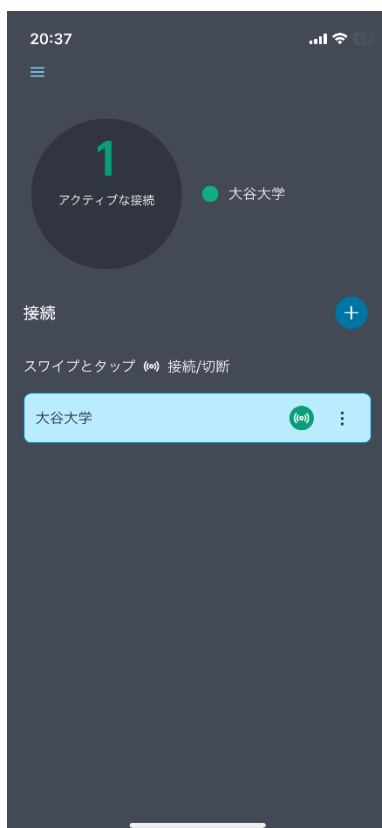 20:37
1
アクティブな接続
大谷大学
接続
スワイプとタップ 接続/切断
大谷大学